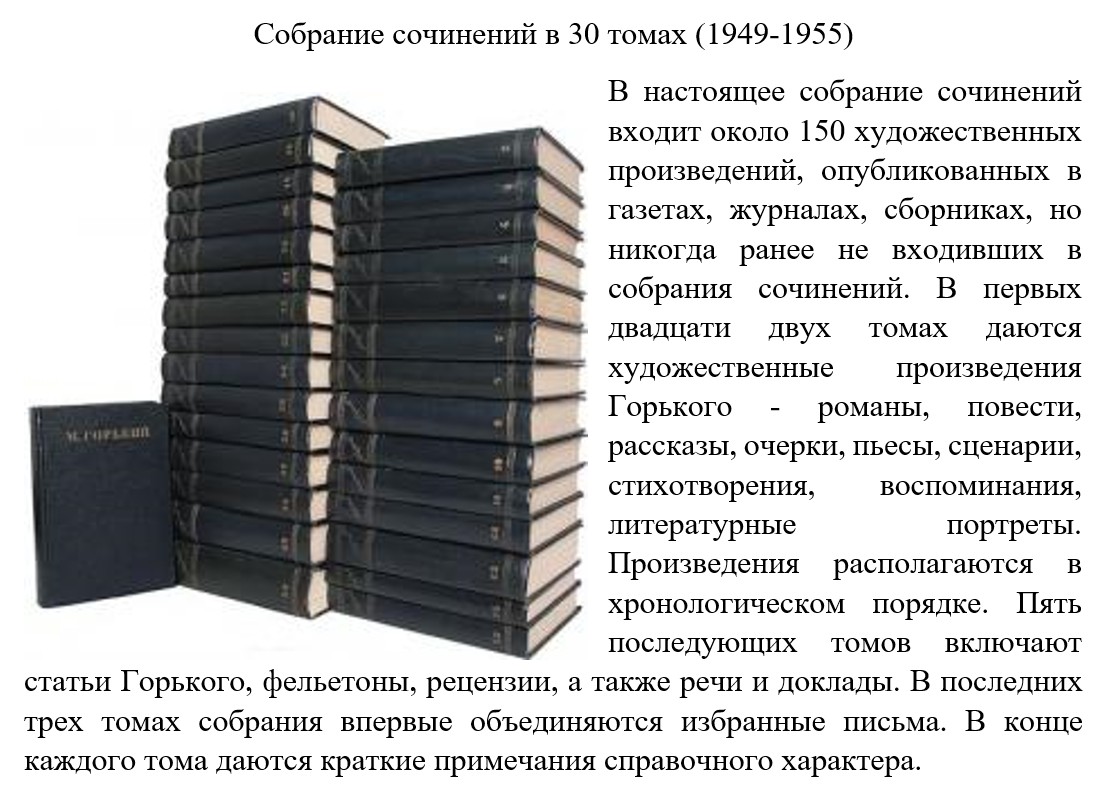 Собрание сочинений в 30 томах (1949-1955)
В настоящее собрание сочинений
входит около 150 художественных
произведений, опубликованных в
газетах, журналах, сборниках, но
никогда ранее не входивших в
собрания сочинений. В первых
двадцати двух томах даются
художественные произведения
Горького - романы, повести,
рассказы, очерки, пьесы, сценарии,
стихотворения, воспоминания,
литературные портреты.
Произведения располагаются в
хронологическом порядке. Пять
последующих томов включают
статьи Горького, фельетоны, рецензии, а также речи и доклады. В последних
трех томах собрания впервые объединяются избранные письма. В конце
каждого тома даются краткие примечания справочного характера.
М. ГОРЬКИЙ